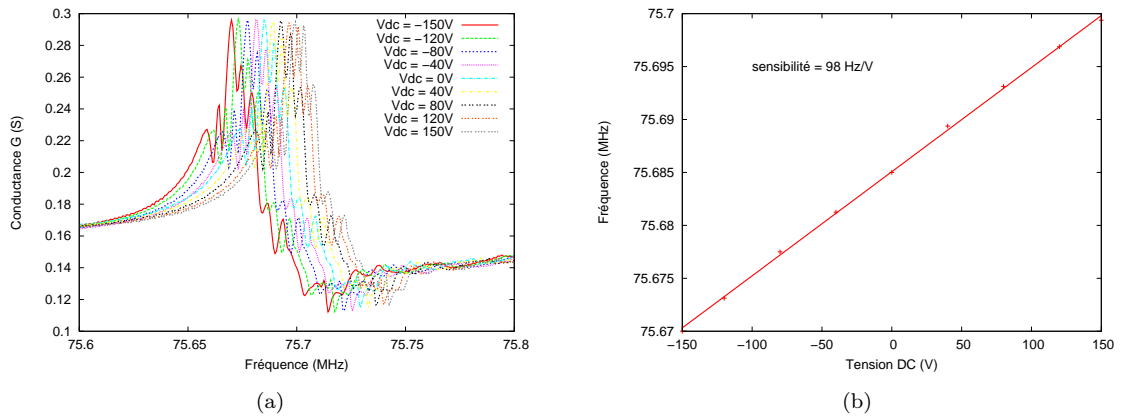 0.3
0.28
0.26
0.24
0.22
0.2
0.18
0.16
0.14
0.12
0.1
Conductance G (S)
75.6
75.65
75.7
75.75
75.8
Fréquence (MHz)
Vdc = −150V
Vdc = −120V
Vdc = −80V
Vdc = −40V
Vdc = 0V
Vdc = 40V
Vdc = 80V
Vdc = 120V
Vdc = 150V
(a)
75.7
75.695
75.69
75.685
75.68
75.675
75.67
Fréquence (MHz)
sensibilité = 98 Hz/V
−150
−100
−50
0
50
100
150
Tension DC (V)
(b)